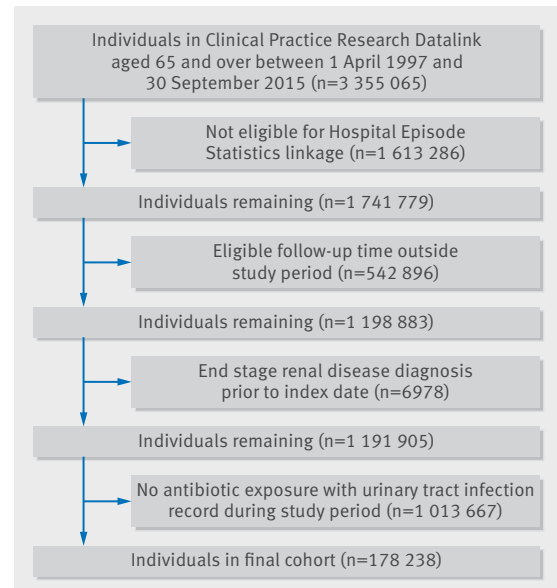 Individuals in Clinical Practice Research Datalink
aged 65 and over between 1 April 1997 and
30 September 2015 (n=3 355 065)
Not eligible for Hospital Episode
Statistics linkage (n=1 613 286)
Individuals remaining (n=1 741 779)
Eligible follow-up time outside
study period (n=542 896)
Individuals remaining (n=1 198 883)
End stage renal disease diagnosis
prior to index date (n=6978)
Individuals remaining (n=1 191 905)
No antibiotic exposure with urinary tract infection
record during study period (n=1 013 667)
Individuals in final cohort (n=178 238)